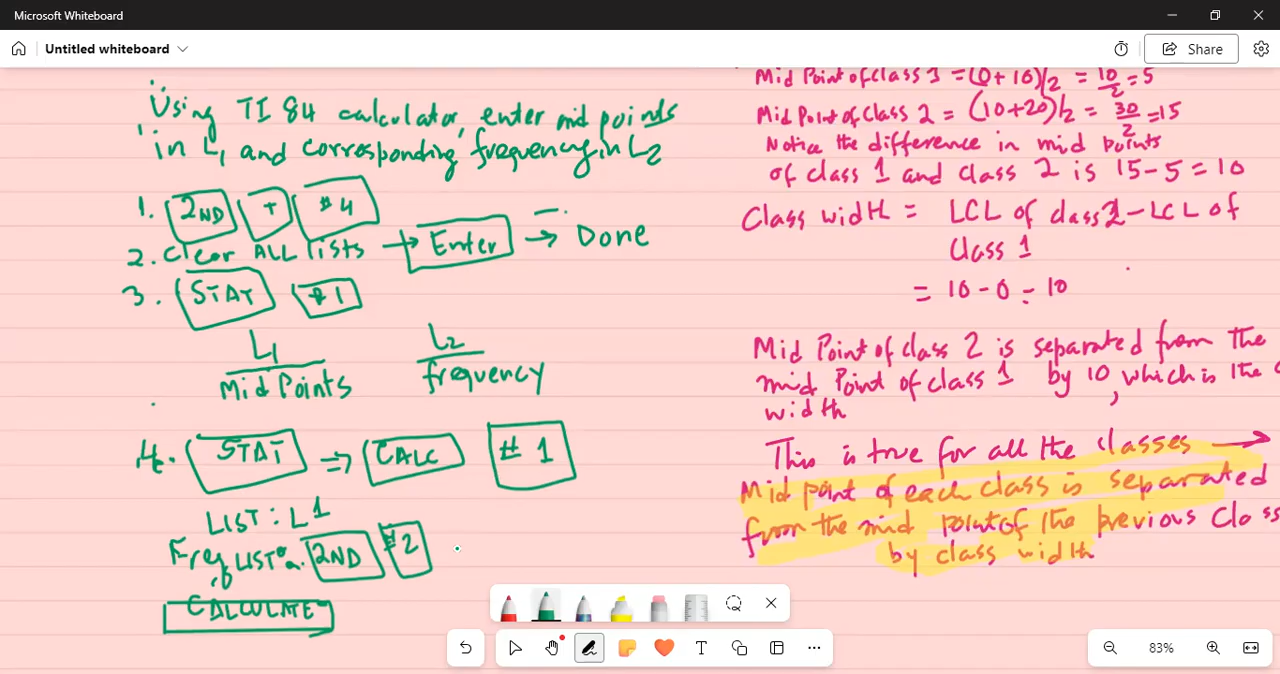 Microsoft Whiteboard
Untitled whiteboard
Share
Using TI 84 calculator, enter mid points
in L1 and corresponding frequency in L2
1. 2ND + #4
2. Clear ALL lists → Enter → Done
3. STAT #1
L1 L2
Mid Points frequency
4. STAT ⇒ CALC # 1
LIST: L1
Freq LIST: 2ND #2
CALCULATE
Mid Point of class 1 = (0+10)/2 = 10/2 = 5
Mid Point of Class 2 = (10+20)/2 = 30/2 = 15
Notice the difference in mid points
of class 1 and class 2 is 15-5 = 10
Class width = LCL of class 2 - LCL of
Class 1
= 10 - 0 = 10
Mid Point of class 2 is separated from the
mid Point of class 1 by 10, which is the
width
This is true for all the classes →
Mid point of each class is separated
from the mid point of the previous Class
by class width
83%